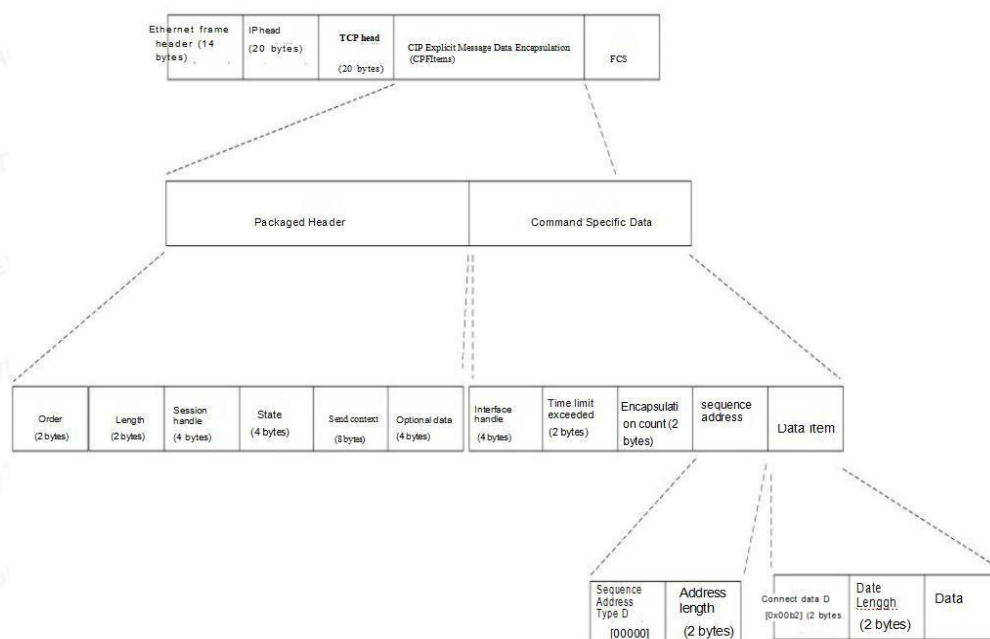 Ethernet frame
header (14
bytes)
IPhead
(20 bytes)
TCP head
(20 bytes)
CIP Explicit Message Data Encapsulation
(CPFItems)
FCS
Packaged Header
Command Specific Data
Order
(2 bytes)
Length
(2 bytes)
Session
handle
(4 bytes)
State
(4 bytes)
Send context
(8 bytes)
Optional data
(4 bytes)
Interface
handle
(4 bytes)
Time limit
exceeded
(2 bytes)
Encapsulati
on count (2
bytes)
sequence
address
Data item
Sequence
Address
Type D
[00000]
Address
length
(2 bytes)
Connect data D
[0x00b2] (2 bytes
Date
Lenggh
(2 bytes)
Data